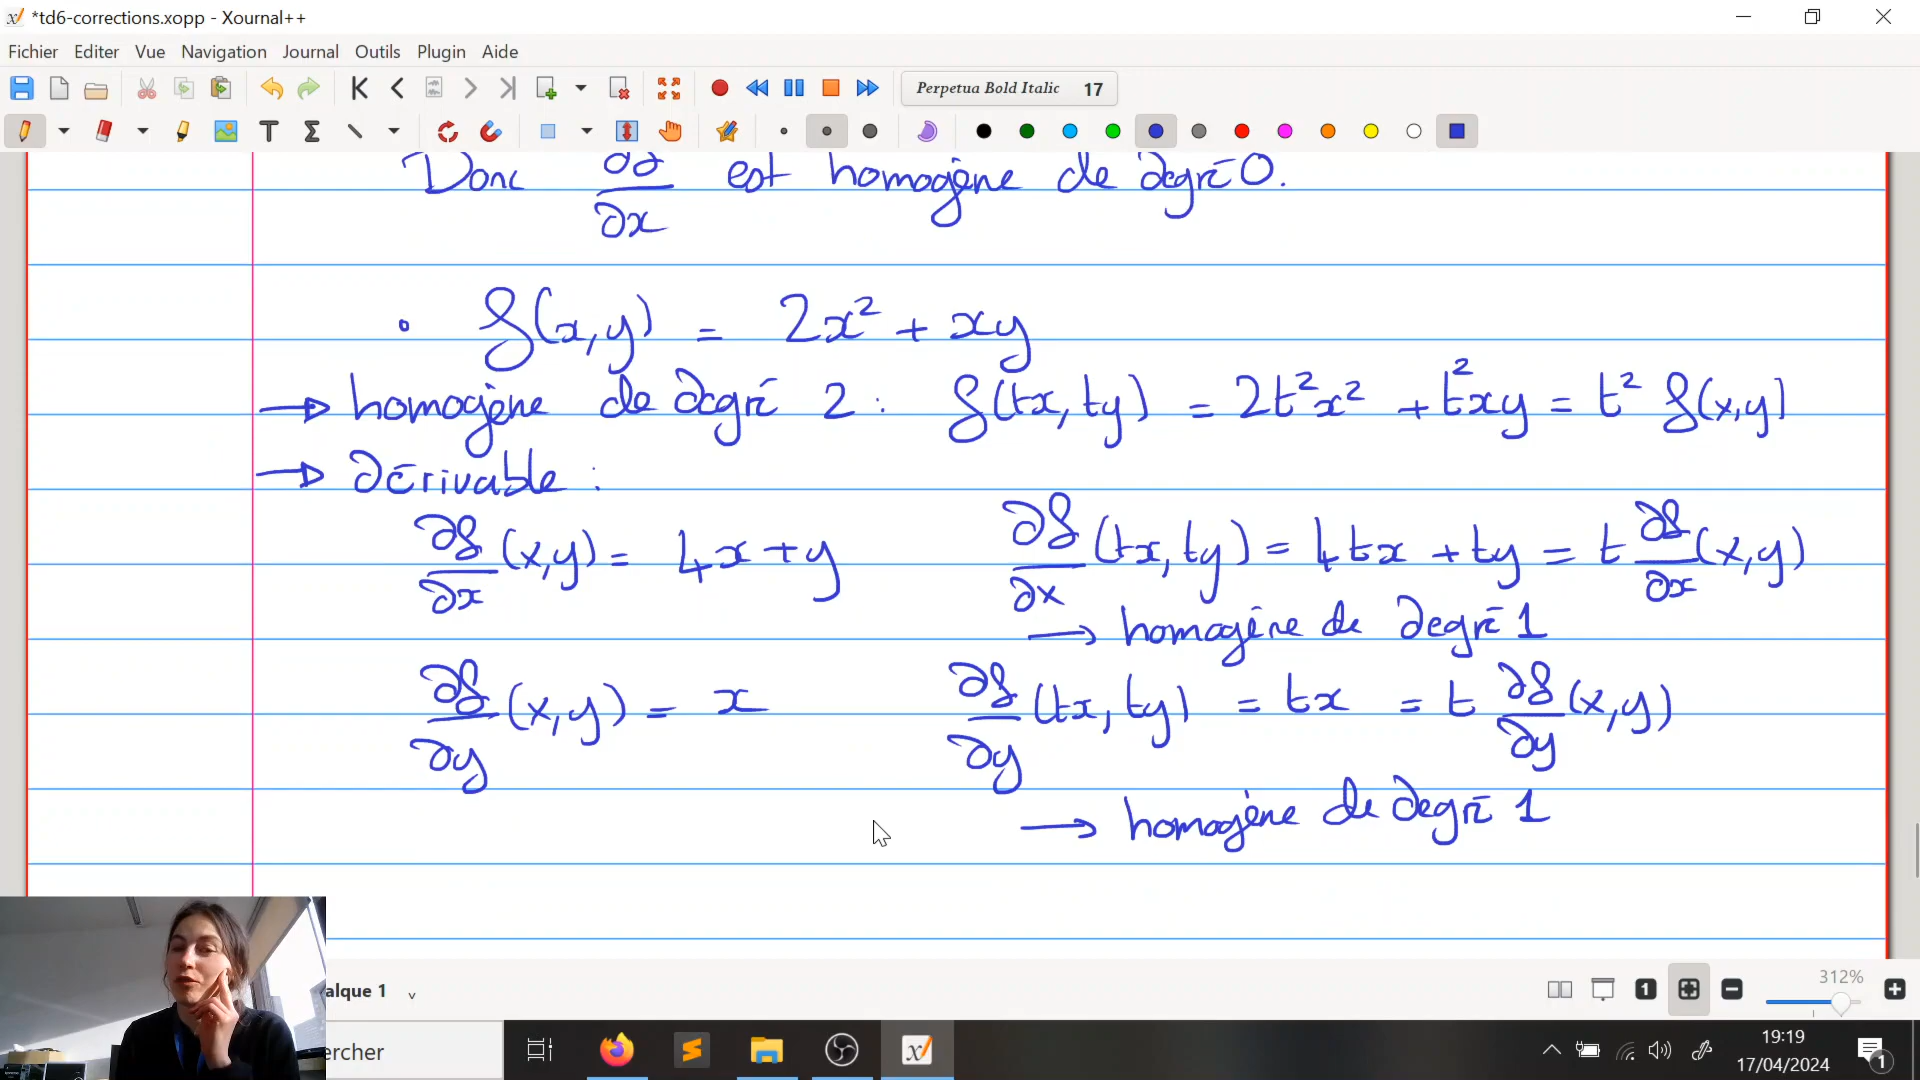 *td6-corrections.xopp - Xournal++
Fichier Editer Vue Navigation Journal Outils Plugin Aide
Perpetua Bold Italic 17
Donc ∂f/∂x est homogène de degré 0.
• f(x,y) = 2x² + xy
→ homogène de degré 2 : f(tx, ty) = 2t²x² + t²xy = t² f(x,y)
→ dérivable :
∂f/∂x (x,y) = 4x + y ∂f/∂x (tx, ty) = 4tx + ty = t ∂f/∂x (x,y)
→ homogène de degré 1
∂f/∂y (x,y) = x ∂f/∂y (tx, ty) = tx = t ∂f/∂y (x,y)
→ homogène de degré 1
alque 1
312%
ercher
19:19
17/04/2024
1